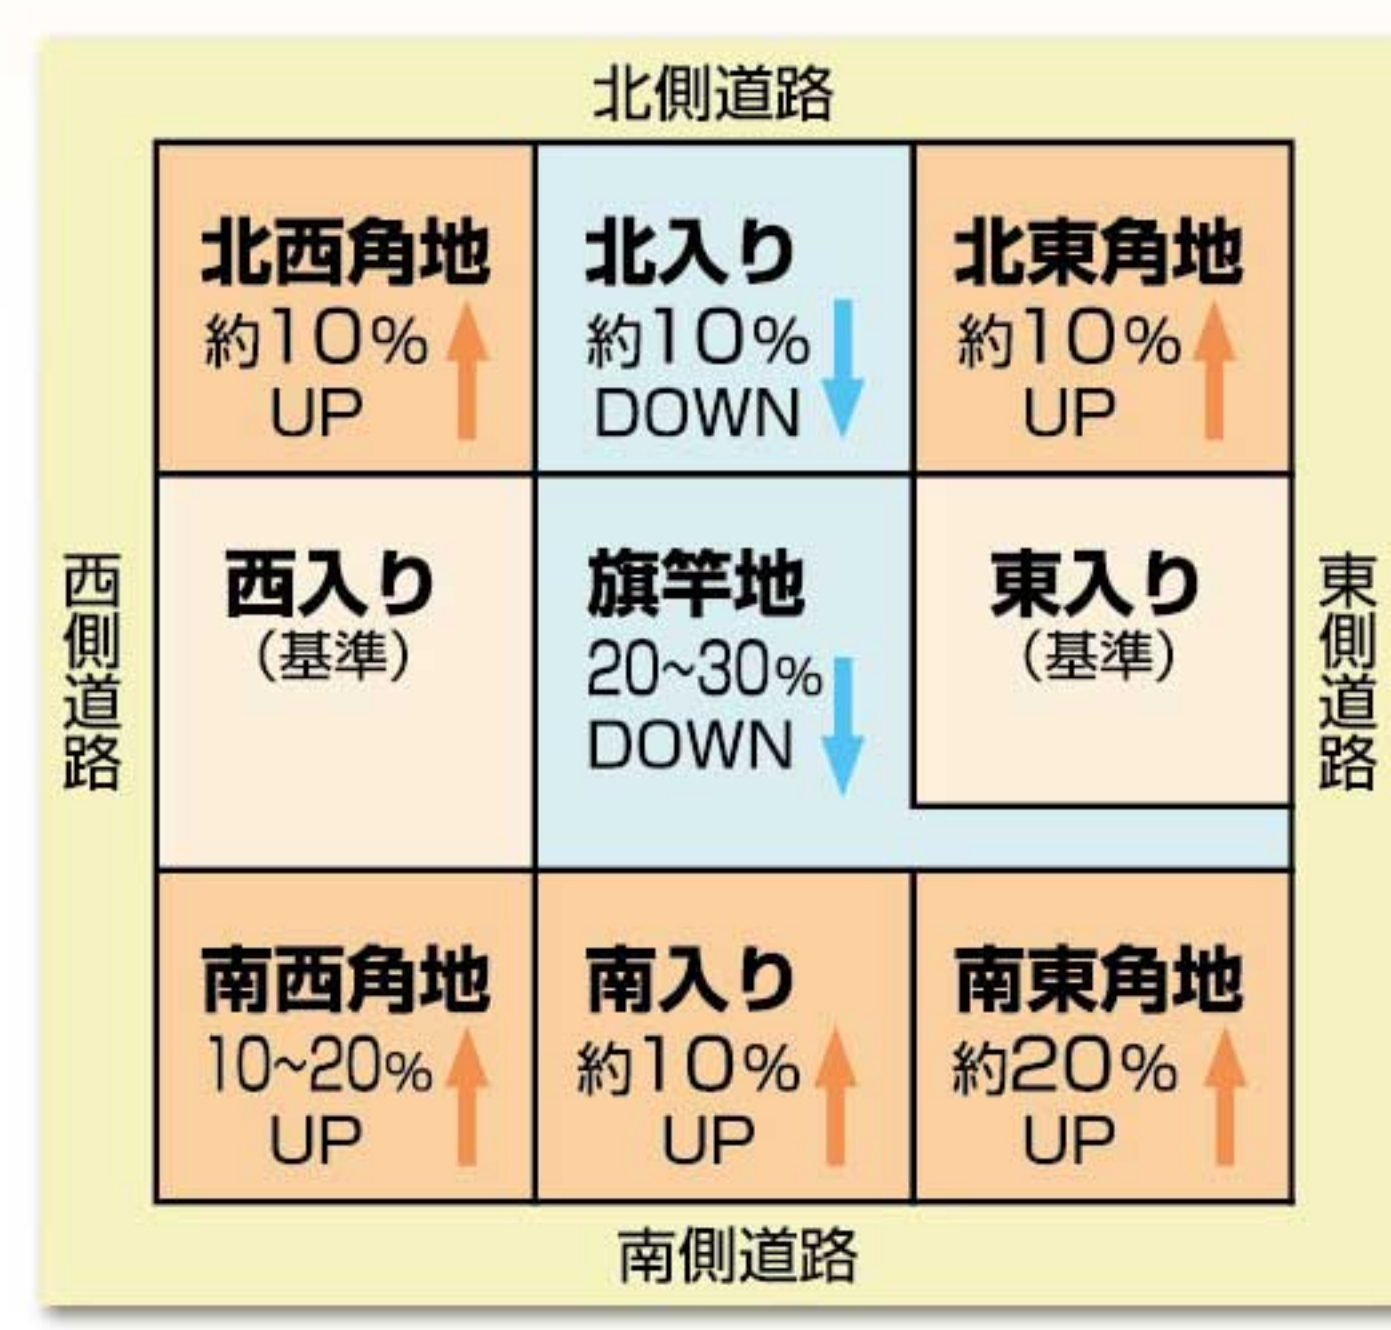 北側道路
北西角地
約10%
UP
北入り
約10%
DOWN
北東角地
約10%
UP
西側道路
西入り
（基準）
旗竿地
20~30%
DOWN
東入り
（基準）
東側道路
南西角地
10~20%
UP
南入り
約10%
UP
南東角地
約20%
UP
南側道路